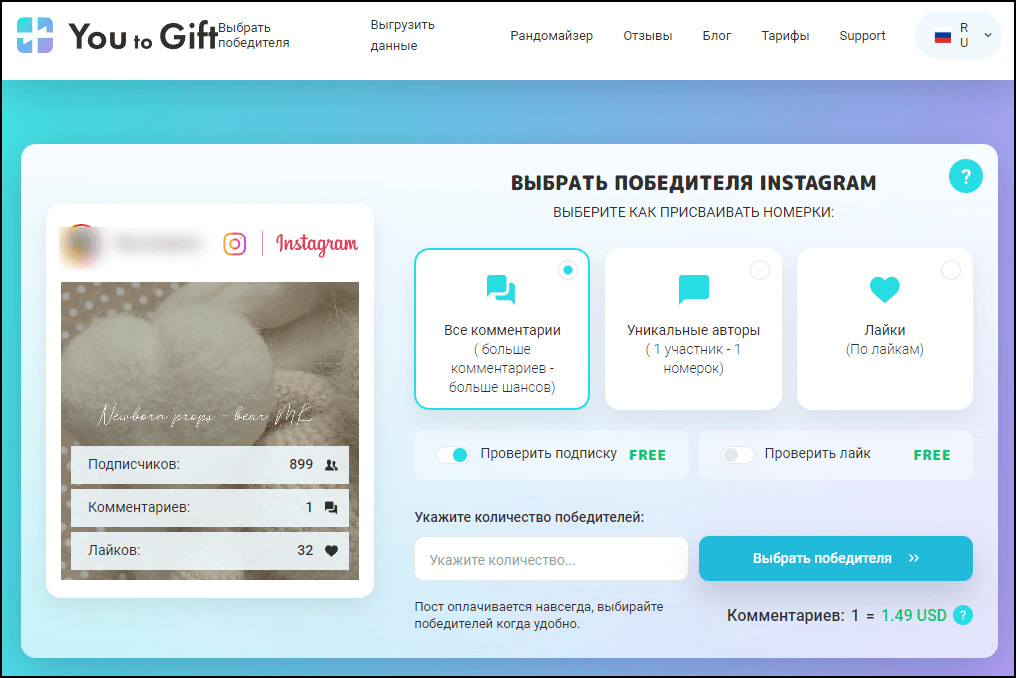 You to Gift
Выбрать
победителя
Выгрузить
данные
Рандомайзер
Отзывы
Блог
Тарифы
Support
R
U
Instagram
Newborn props - bear MK
Подписчиков: 899
Комментариев: 1
Лайков: 32
?
ВЫБРАТЬ ПОБЕДИТЕЛЯ INSTAGRAM
ВЫБЕРИТЕ КАК ПРИСВАИВАТЬ НОМЕРКИ:
Все комментарии
( больше
комментариев -
больше шансов)
Уникальные авторы
( 1 участник - 1
номерок)
Лайки
(По лайкам)
Проверить подписку FREE
Проверить лайк FREE
Укажите количество победителей:
Укажите количество...
Выбрать победителя »
Пост оплачивается навсегда, выбирайте
победителей когда удобно.
Комментариев: 1 = 1.49 USD ?